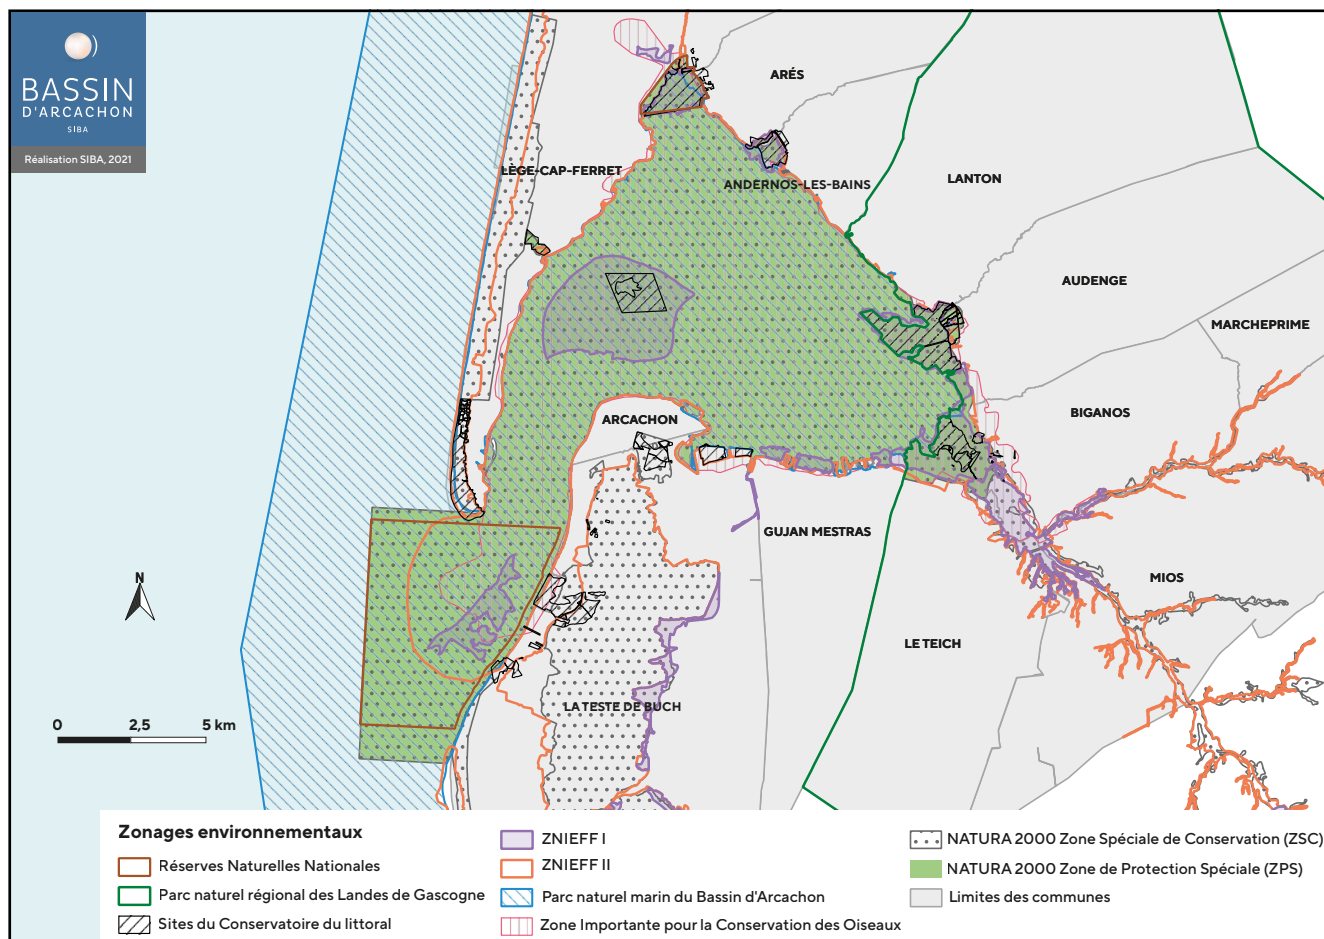 BASSIN
D'ARCACHON
SIBA
Réalisation SIBA, 2021
ARÉS
LÈGE-CAP-FERRET
ANDERNOS-LES-BAINS
LANTON
AUDENGE
MARCHEPRIME
BIGANOS
ARCACHON
GUJAN MESTRAS
MIOS
LE TEICH
LA TESTE DE BUCH
N
0 2,5 5 km
Zonages environnementaux
Réserves Naturelles Nationales
Parc naturel régional des Landes de Gascogne
Sites du Conservatoire du littoral
ZNIEFF I
ZNIEFF II
Parc naturel marin du Bassin d'Arcachon
Zone Importante pour la Conservation des Oiseaux
NATURA 2000 Zone Spéciale de Conservation (ZSC)
NATURA 2000 Zone de Protection Spéciale (ZPS)
Limites des communes